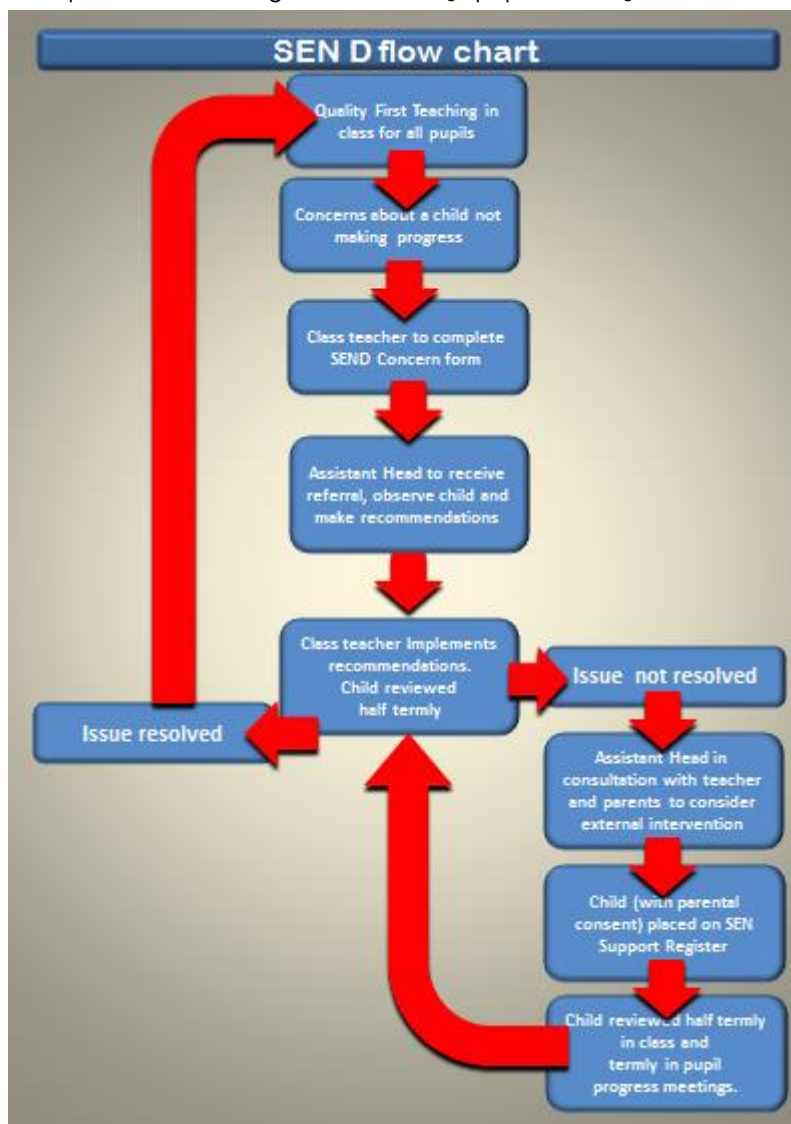 SEN D flow chart
Quality First Teaching in
class for all pupils
Concerns about a child not
making progress
Class teacher to complete
SEND Concern form
Assistant Head to receive
referral, observe child and
make recommendations
Class teacher Implements
recommendations.
Child reviewed
half termly
Issue not resolved
Issue resolved
Assistant Head in
consultation with teacher
and parents to consider
external intervention
Child (with parental
consent) placed on SEN
Support Register
Child reviewed half termly
in class and
termly in pupil
progress meetings.